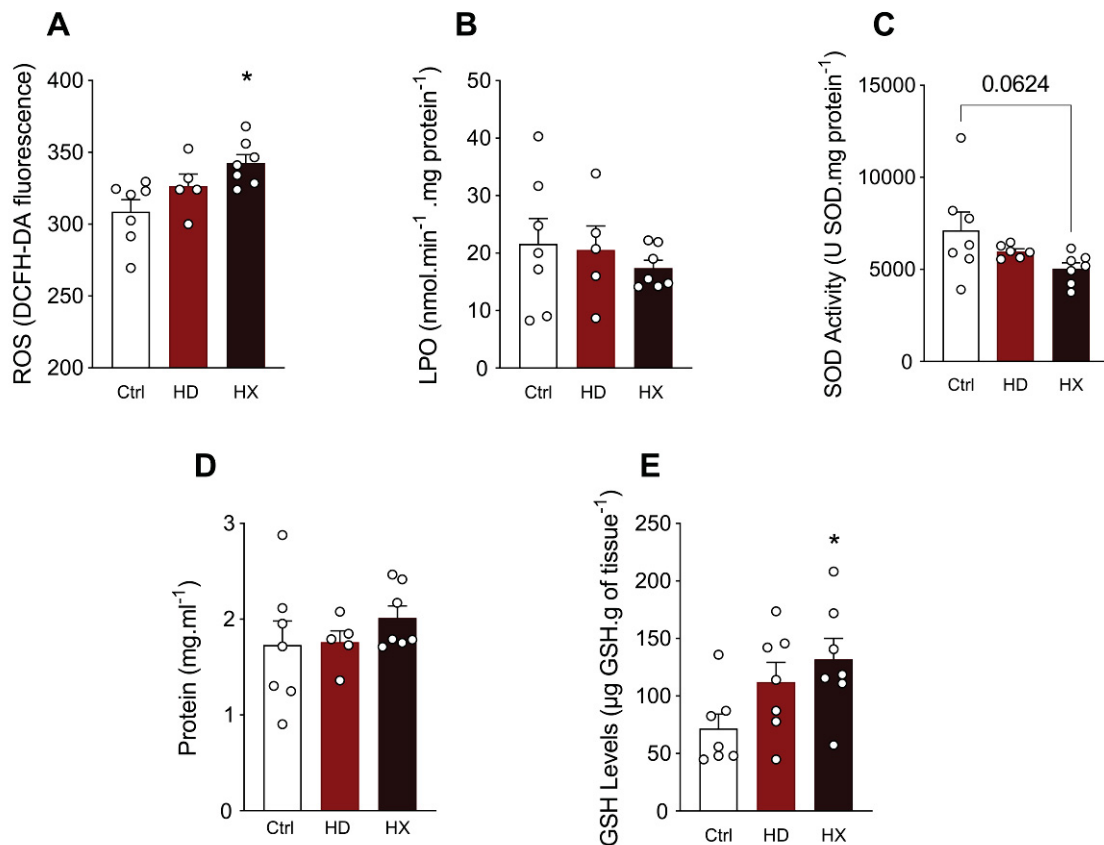 A
ROS (DCFH-DA fluorescence)
400
350
300
250
200
*
Ctrl HD HX
B
LPO (nmol.min⁻¹ .mg protein⁻¹)
50
40
30
20
10
0
Ctrl HD HX
C
SOD Activity (U SOD.mg protein⁻¹)
15000
10000
5000
0
0.0624
Ctrl HD HX
D
Protein (mg.ml⁻¹)
3
2
1
0
Ctrl HD HX
E
GSH Levels (µg GSH.g of tissue⁻¹)
250
200
150
100
50
0
*
Ctrl HD HX